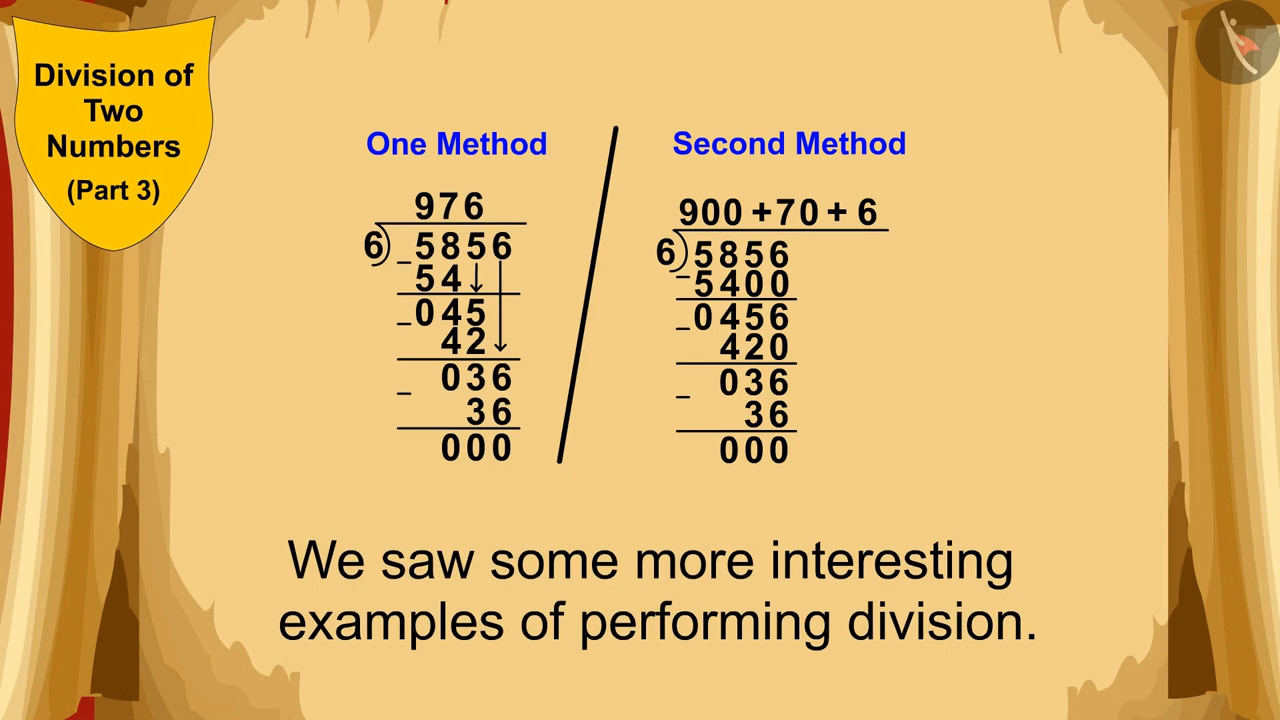 Division of
Two
Numbers
(Part 3)
One Method
976
6) 5856
_
54↓
045
_
42↓
036
_
36
000
Second Method
900 + 70 + 6
6) 5856
_
5400
0456
_
420
036
_
36
000
We saw some more interesting
examples of performing division.